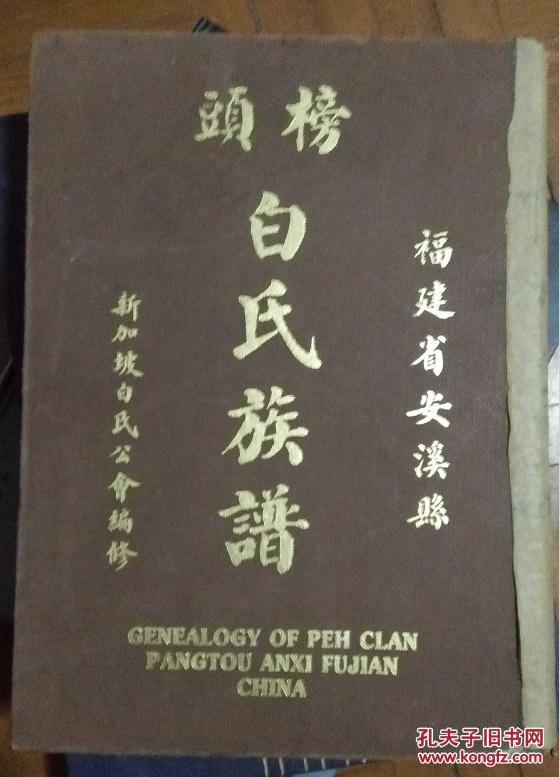 榜頭
福建省安溪縣
白氏族譜
新加坡白氏公會編修
GENEALOGY OF PEH CLAN
PANGTOU ANXI FUJIAN
CHINA
孔夫子旧书网
www.kongfz.com